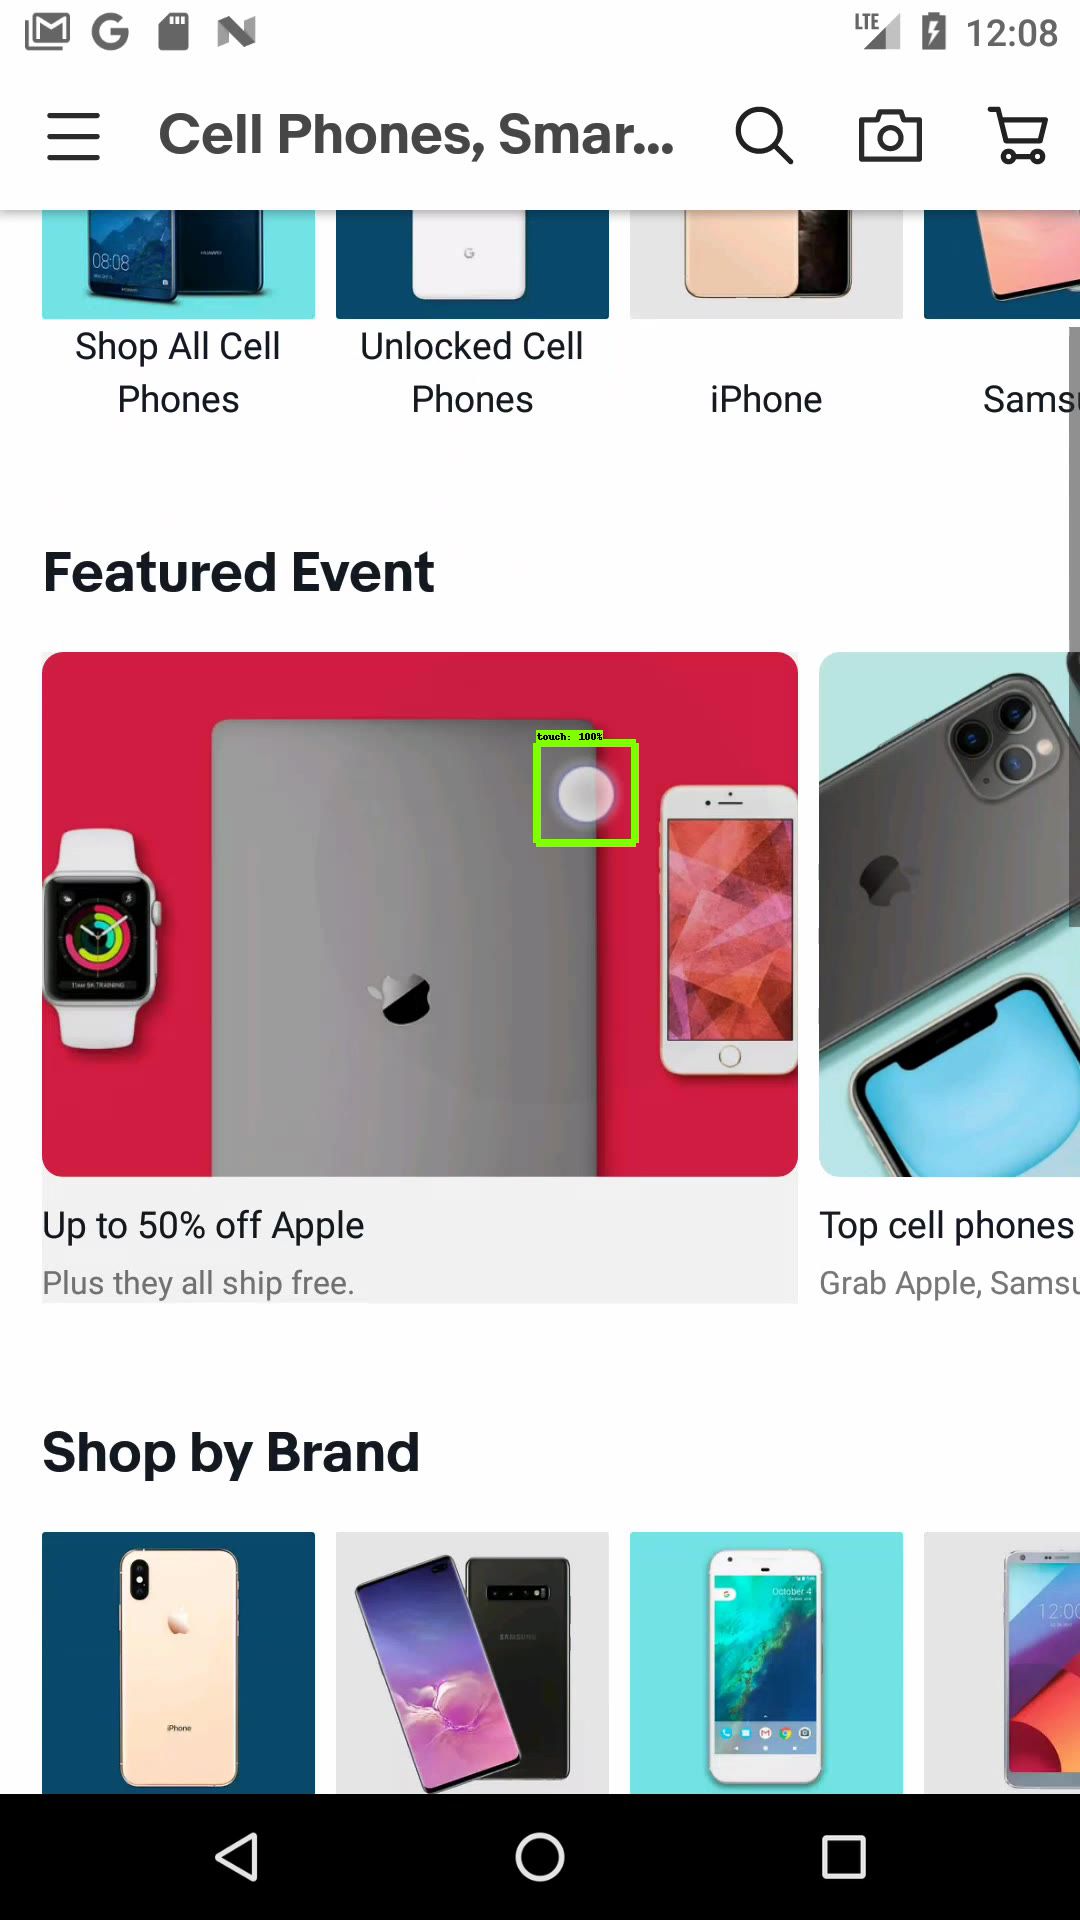 LTE 12:08
Cell Phones, Smar...
08:08
HUAWEI
G
Shop All Cell
Phones
Unlocked Cell
Phones
iPhone
Samsu
Featured Event
touch: 100%
Up to 50% off Apple
Plus they all ship free.
Top cell phones
Grab Apple, Samsu
Shop by Brand
iPhone
SAMSUNG
October 4
12:00